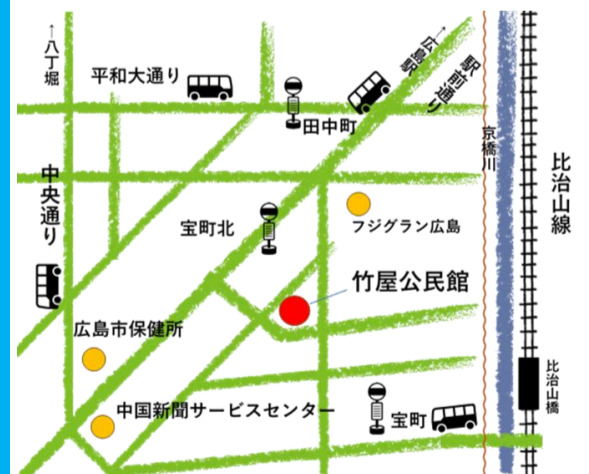 ↑八丁堀
平和大通り
↑広島駅
駅前通り
田中町
京橋川
比治山線
中央通り
宝町北
フジグラン広島
竹屋公民館
広島市保健所
比治山橋
中国新聞サービスセンター
宝町